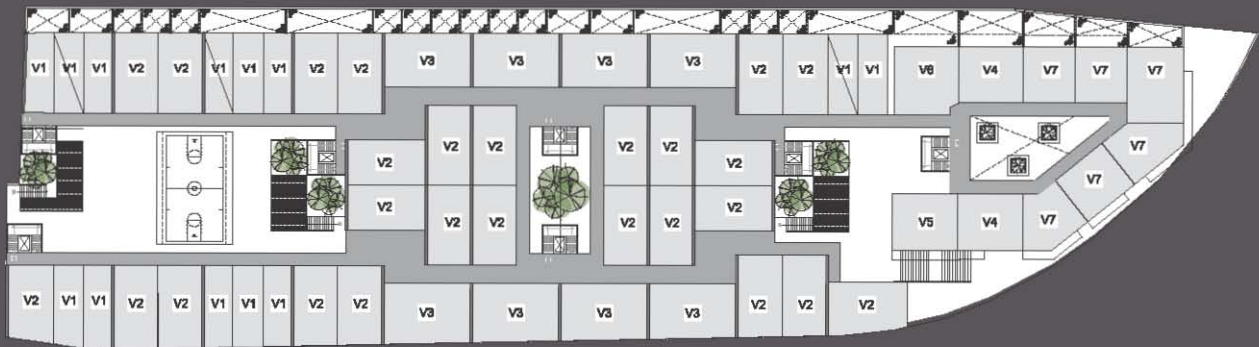 V1 V1 V1 V2 V2 V1 V1 V1 V2 V2 V3 V3 V3 V3 V2 V2 V1 V1 V6 V4 V7 V7 V7
V2 V2 V2 V2
V2 V2 V7
V7
V2 V2
V2 V2 V2 V2 V5 V4 V7
V2 V1 V1 V2 V2 V1 V1 V1 V2 V2 V3 V3 V3 V3 V2 V2 V2